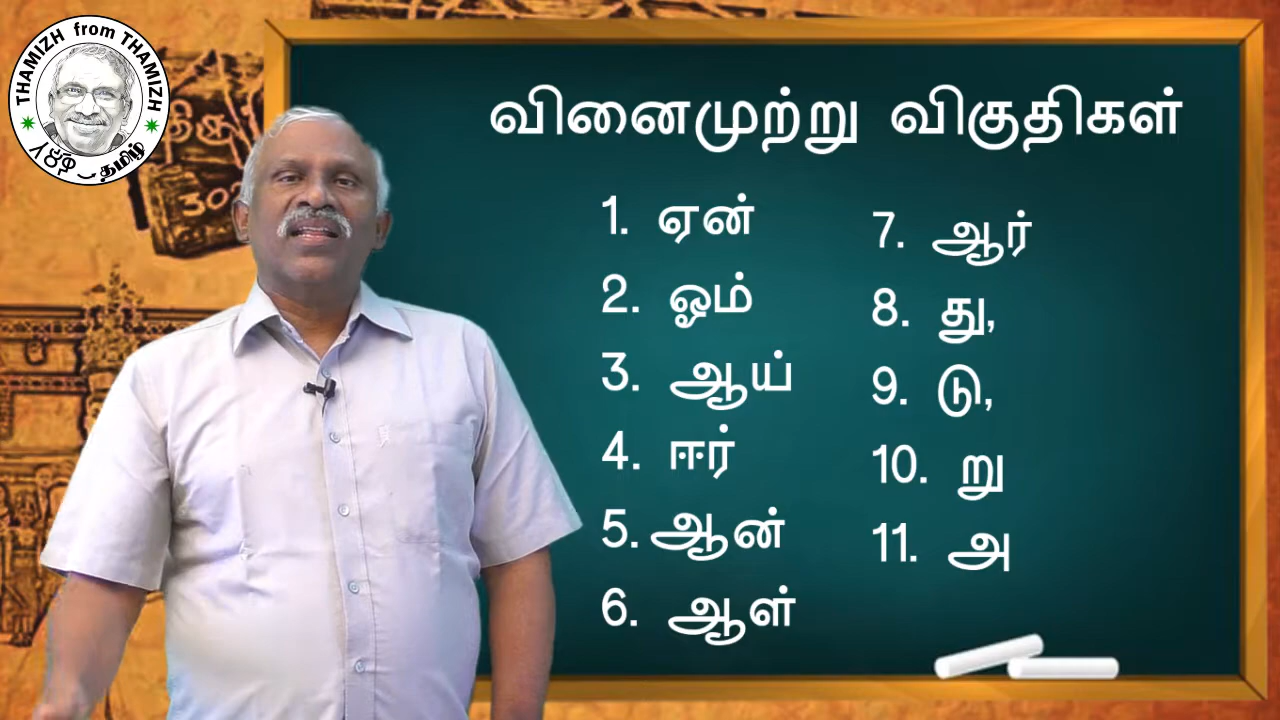 THAMIZH from THAMIZH
தமிழ்
வினைமுற்று விகுதிகள்
1. ஏன்
2. ஓம்
3. ஆய்
4. ஈர்
5. ஆன்
6. ஆள்
7. ஆர்
8. து,
9. டு,
10. று
11. அ